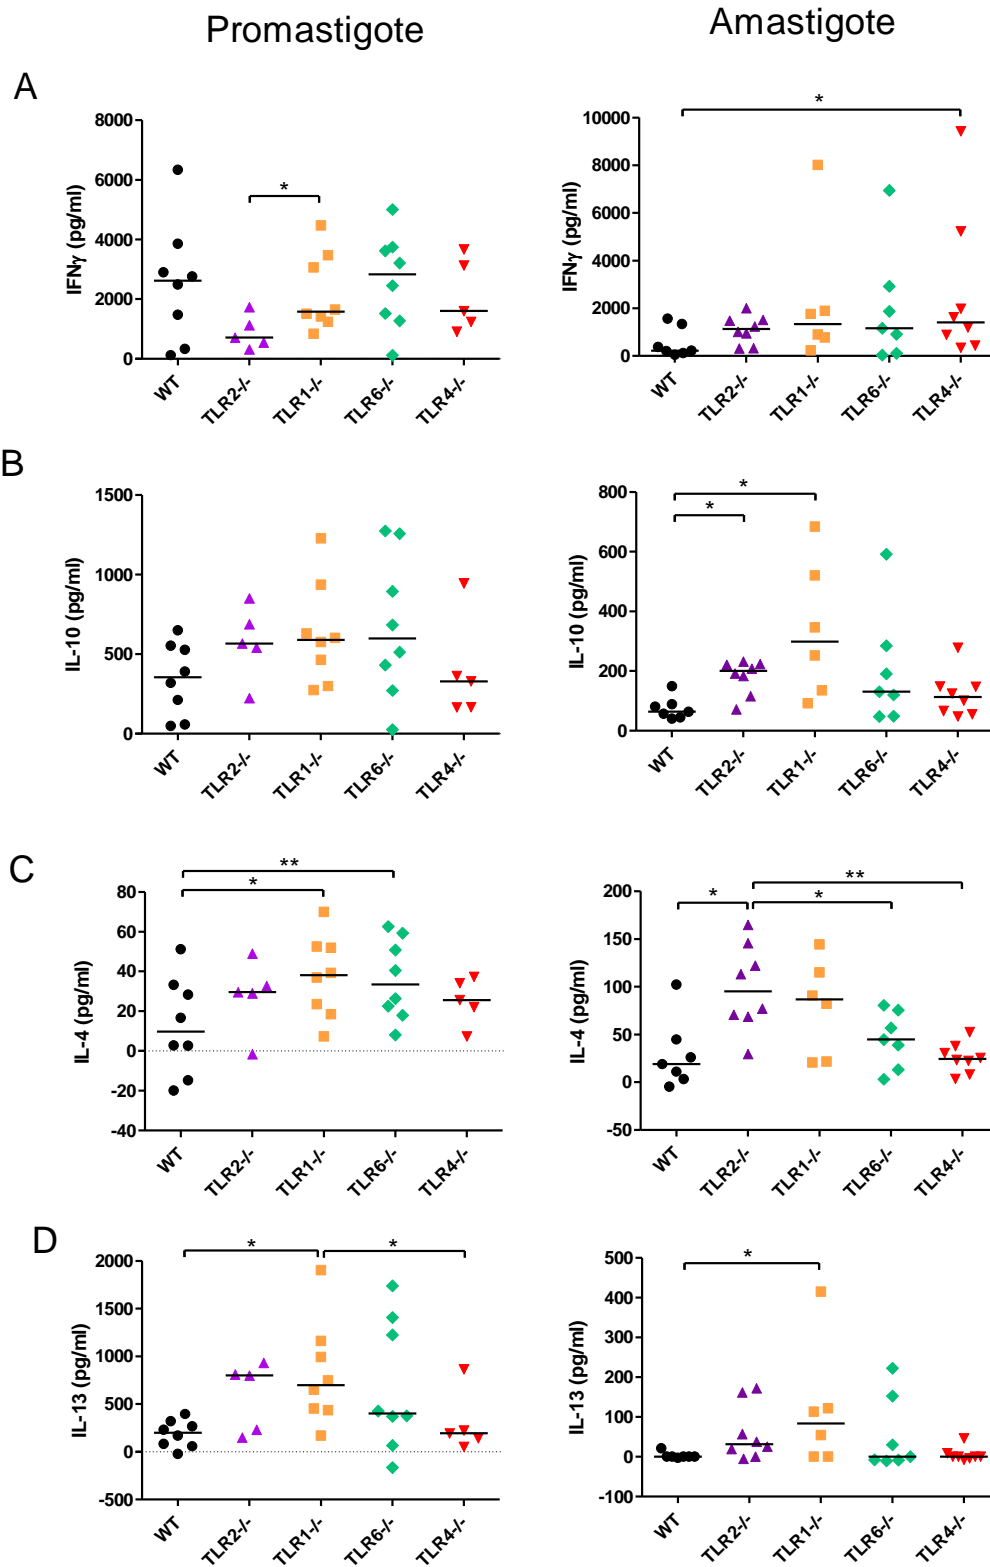 Promastigote
Amastigote
A
IFNγ (pg/ml)
8000
6000
4000
2000
0
*
WT
TLR2-/-
TLR1-/-
TLR6-/-
TLR4-/-
IFNγ (pg/ml)
10000
8000
6000
4000
2000
0
*
WT
TLR2-/-
TLR1-/-
TLR6-/-
TLR4-/-
B
IL-10 (pg/ml)
1500
1000
500
0
WT
TLR2-/-
TLR1-/-
TLR6-/-
TLR4-/-
IL-10 (pg/ml)
800
600
400
200
0
*
*
WT
TLR2-/-
TLR1-/-
TLR6-/-
TLR4-/-
C
IL-4 (pg/ml)
80
60
40
20
0
-20
-40
**
*
WT
TLR2-/-
TLR1-/-
TLR6-/-
TLR4-/-
IL-4 (pg/ml)
200
150
100
50
0
-50
**
*
*
WT
TLR2-/-
TLR1-/-
TLR6-/-
TLR4-/-
D
IL-13 (pg/ml)
2000
1500
1000
500
0
-500
*
*
WT
TLR2-/-
TLR1-/-
TLR6-/-
TLR4-/-
IL-13 (pg/ml)
500
400
300
200
100
0
-100
*
WT
TLR2-/-
TLR1-/-
TLR6-/-
TLR4-/-